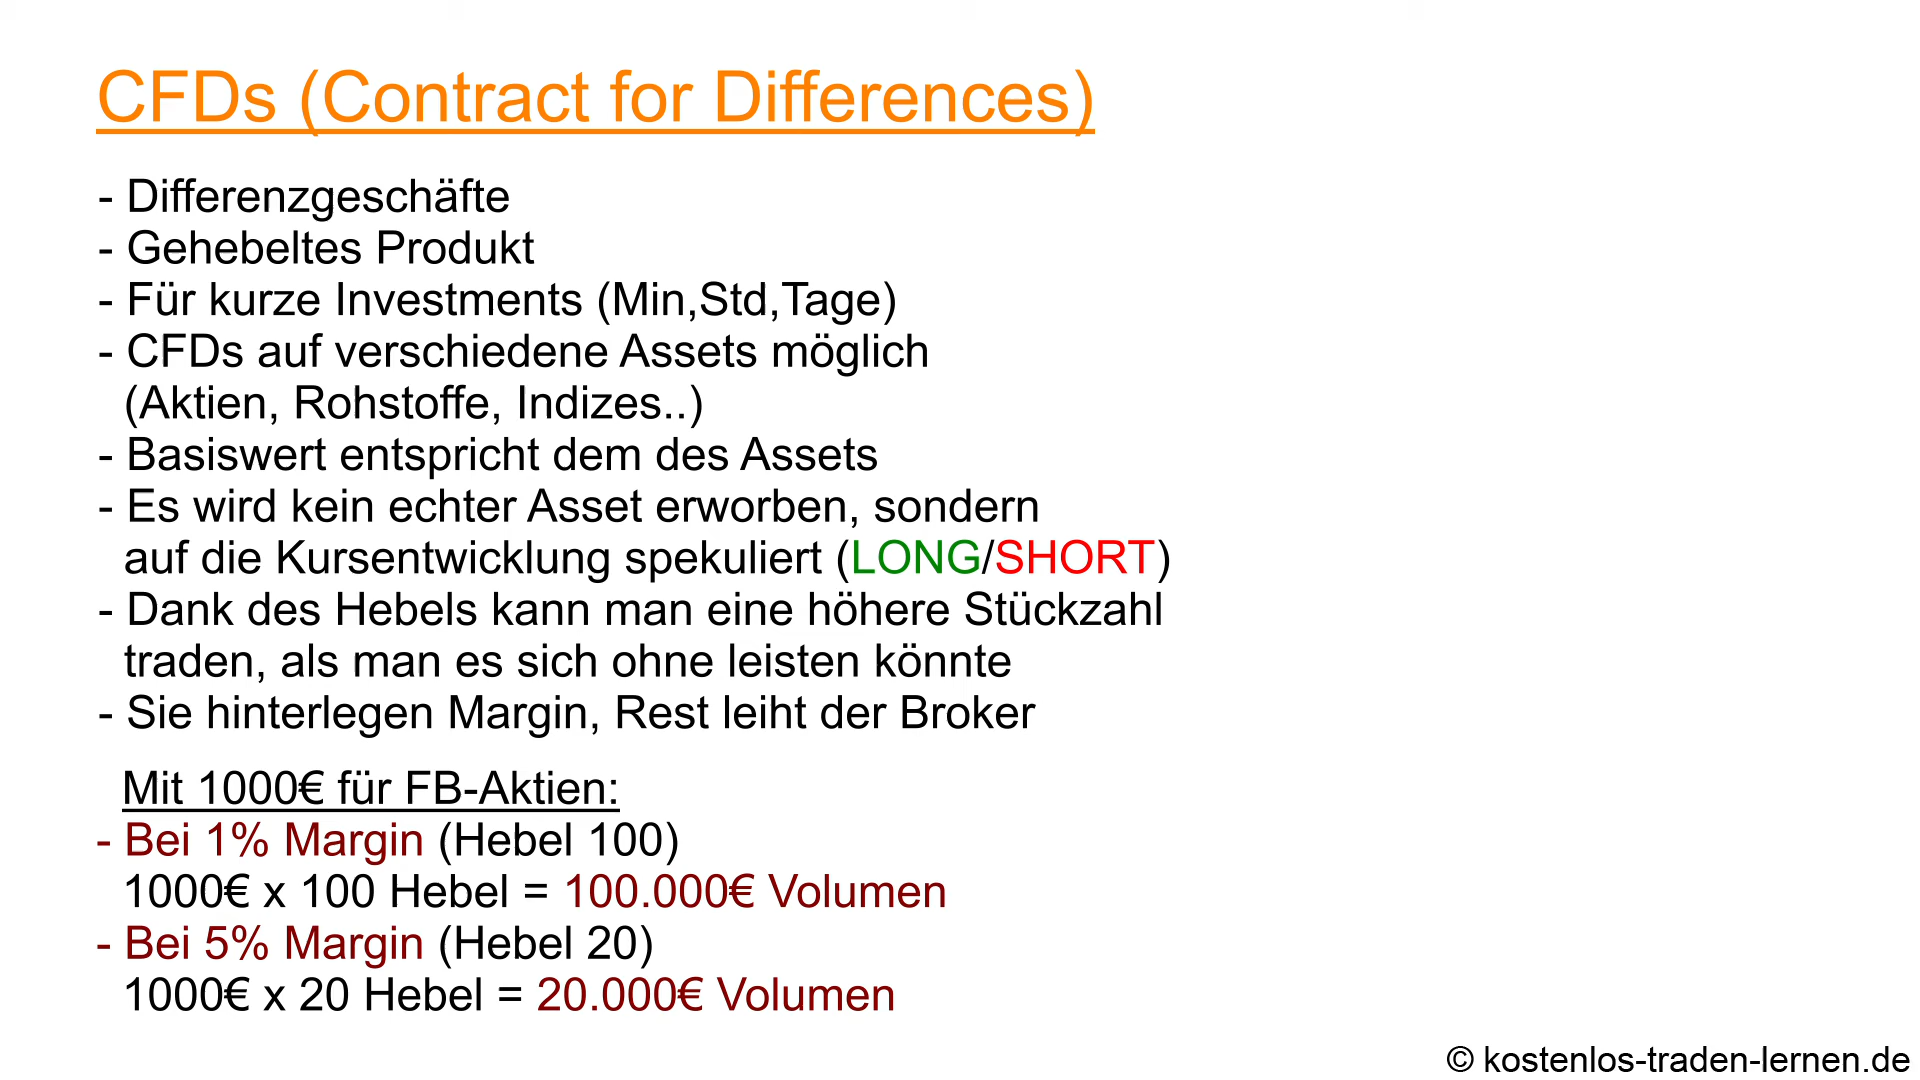 CFDs (Contract for Differences)
- Differenzgeschäfte
- Gehebeltes Produkt
- Für kurze Investments (Min,Std,Tage)
- CFDs auf verschiedene Assets möglich
(Aktien, Rohstoffe, Indizes..)
- Basiswert entspricht dem des Assets
- Es wird kein echter Asset erworben, sondern
auf die Kursentwicklung spekuliert (LONG/SHORT)
- Dank des Hebels kann man eine höhere Stückzahl
traden, als man es sich ohne leisten könnte
- Sie hinterlegen Margin, Rest leiht der Broker
Mit 1000€ für FB-Aktien:
- Bei 1% Margin (Hebel 100)
1000€ x 100 Hebel = 100.000€ Volumen
- Bei 5% Margin (Hebel 20)
1000€ x 20 Hebel = 20.000€ Volumen
© kostenlos-traden-lernen.de